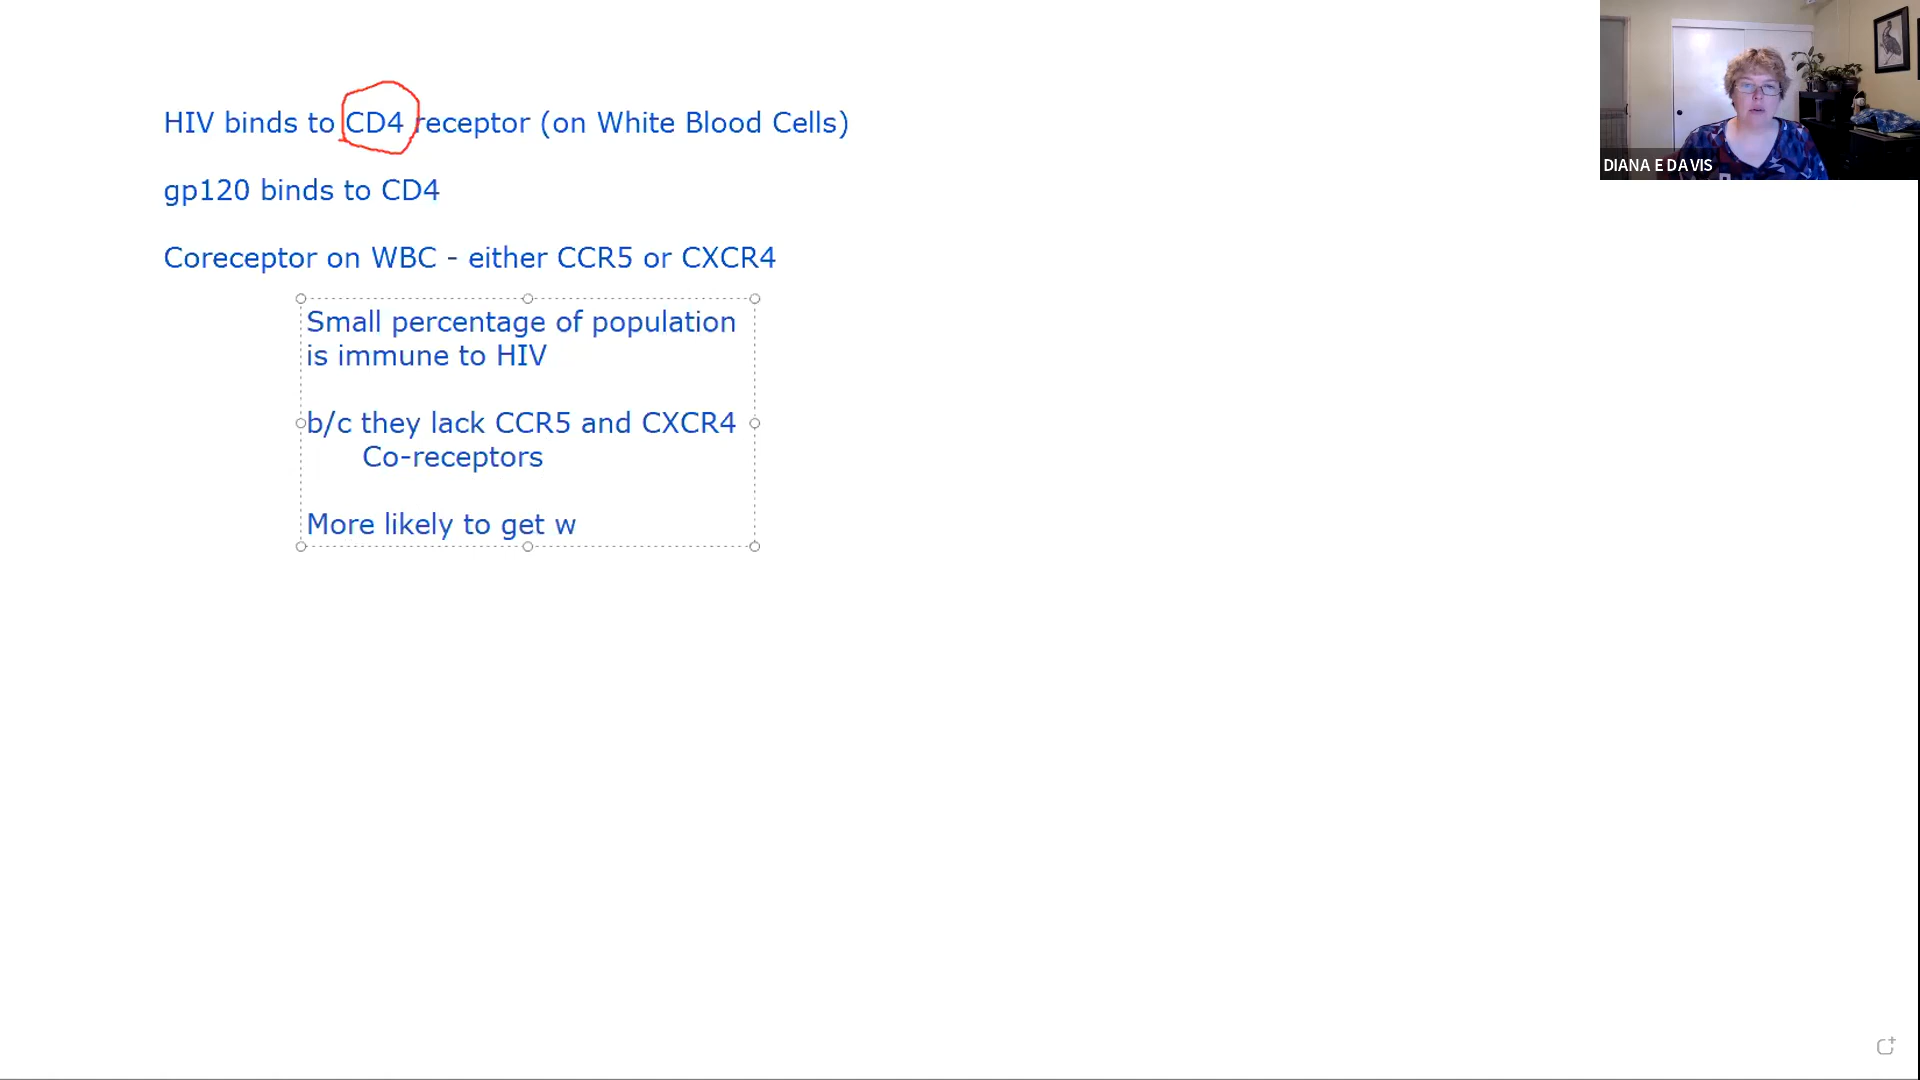 HIV binds to CD4 receptor (on White Blood Cells)
gp120 binds to CD4
Coreceptor on WBC - either CCR5 or CXCR4
Small percentage of population
is immune to HIV
b/c they lack CCR5 and CXCR4
Co-receptors
More likely to get w
DIANA E DAVIS